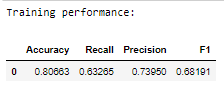 Training performance:
Accuracy Recall Precision F1
0 0.80663 0.63265 0.73950 0.68191